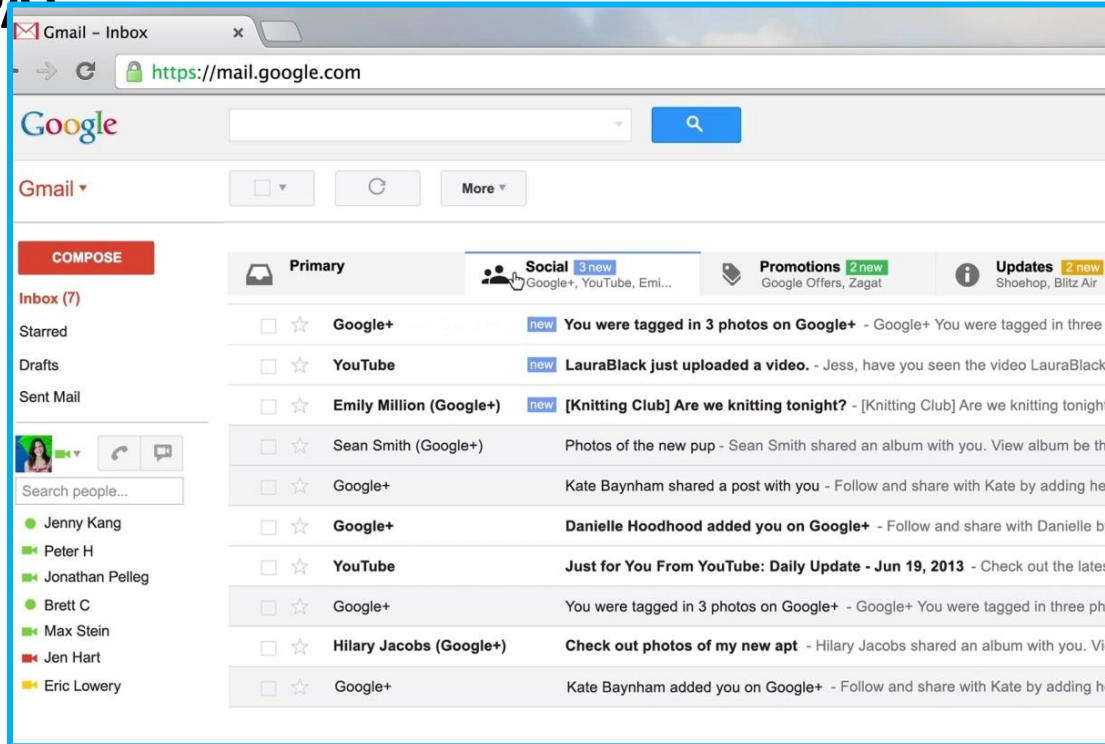 Gmail – Inbox
https://mail.google.com
Google
Gmail
More
COMPOSE
Inbox (7)
Starred
Drafts
Sent Mail
Search people...
Jenny Kang
Peter H
Jonathan Pelleg
Brett C
Max Stein
Jen Hart
Eric Lowery
Primary
Social 3 new
Google+, YouTube, Emi...
Promotions 2 new
Google Offers, Zagat
Updates 2 new
Shoehop, Blitz Air
Google+ new You were tagged in 3 photos on Google+ - Google+ You were tagged in three
YouTube new LauraBlack just uploaded a video. - Jess, have you seen the video LauraBlack
Emily Million (Google+) new [Knitting Club] Are we knitting tonight? - [Knitting Club] Are we knitting tonight
Sean Smith (Google+) Photos of the new pup - Sean Smith shared an album with you. View album be th
Google+ Kate Baynham shared a post with you - Follow and share with Kate by adding he
Google+ Danielle Hoodhood added you on Google+ - Follow and share with Danielle b
YouTube Just for You From YouTube: Daily Update - Jun 19, 2013 - Check out the lates
Google+ You were tagged in 3 photos on Google+ - Google+ You were tagged in three ph
Hilary Jacobs (Google+) Check out photos of my new apt - Hilary Jacobs shared an album with you. Vi
Google+ Kate Baynham added you on Google+ - Follow and share with Kate by adding h